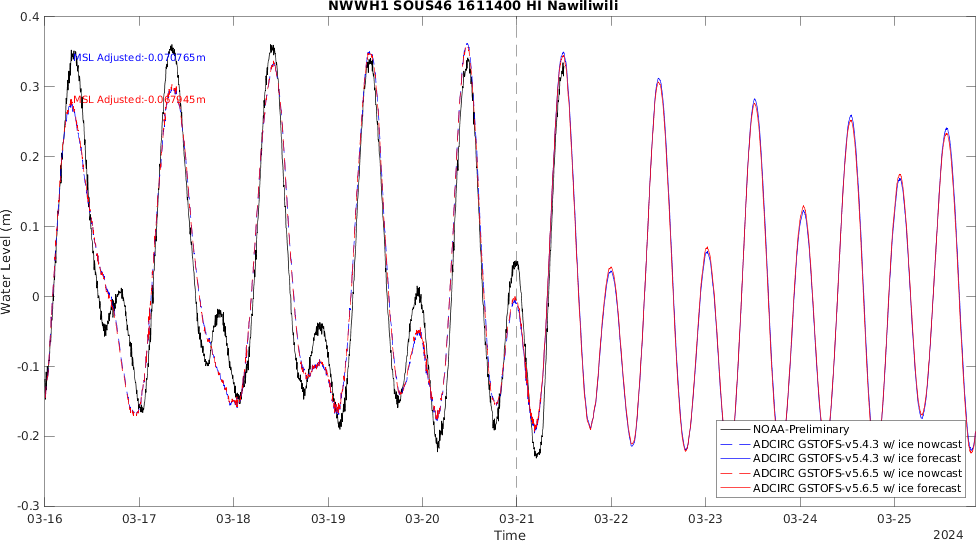 NWWH1 SOUS46 1611400 HI Nawiliwili
0.4
0.3
0.2
0.1
0
-0.1
-0.2
-0.3
Water Level (m)
MSL Adjusted:-0.070765m
MSL Adjusted:-0.067945m
NOAA-Preliminary
ADCIRC GSTOFS-v5.4.3 w/ ice nowcast
ADCIRC GSTOFS-v5.4.3 w/ ice forecast
ADCIRC GSTOFS-v5.6.5 w/ ice nowcast
ADCIRC GSTOFS-v5.6.5 w/ ice forecast
03-16 03-17 03-18 03-19 03-20 03-21 03-22 03-23 03-24 03-25
Time
2024